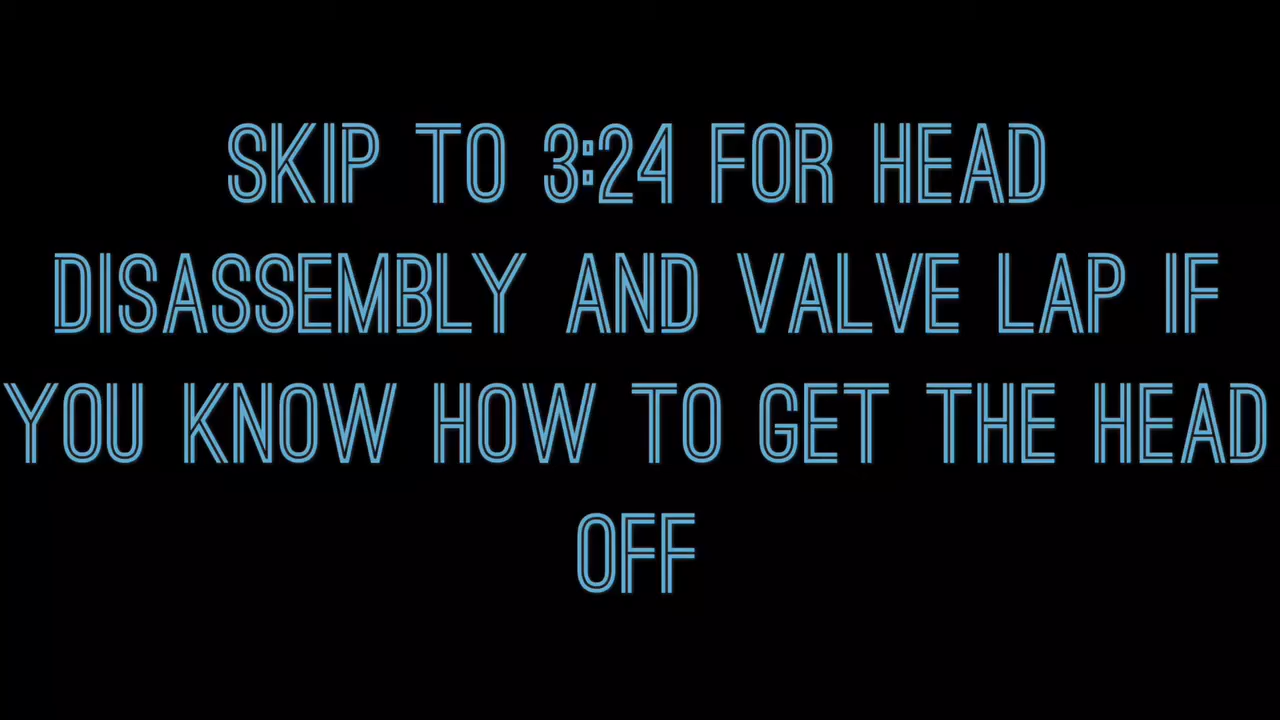 SKIP TO 3:24 FOR HEAD
DISASSEMBLY AND VALVE LAP IF
YOU KNOW HOW TO GET THE HEAD
OFF